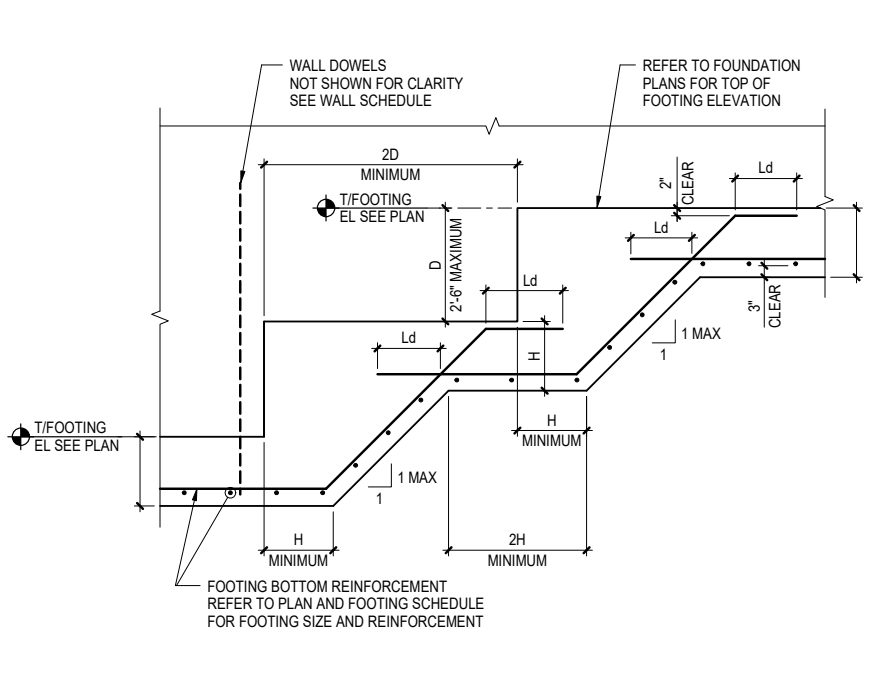 WALL DOWELS
NOT SHOWN FOR CLARITY
SEE WALL SCHEDULE
REFER TO FOUNDATION
PLANS FOR TOP OF
FOOTING ELEVATION
2D
MINIMUM
2"
CLEAR
Ld
T/FOOTING
EL SEE PLAN
D
2'-6" MAXIMUM
Ld
Ld
3"
CLEAR
Ld
H
1 MAX
1
H
MINIMUM
T/FOOTING
EL SEE PLAN
1 MAX
1
H
MINIMUM
2H
MINIMUM
FOOTING BOTTOM REINFORCEMENT
REFER TO PLAN AND FOOTING SCHEDULE
FOR FOOTING SIZE AND REINFORCEMENT